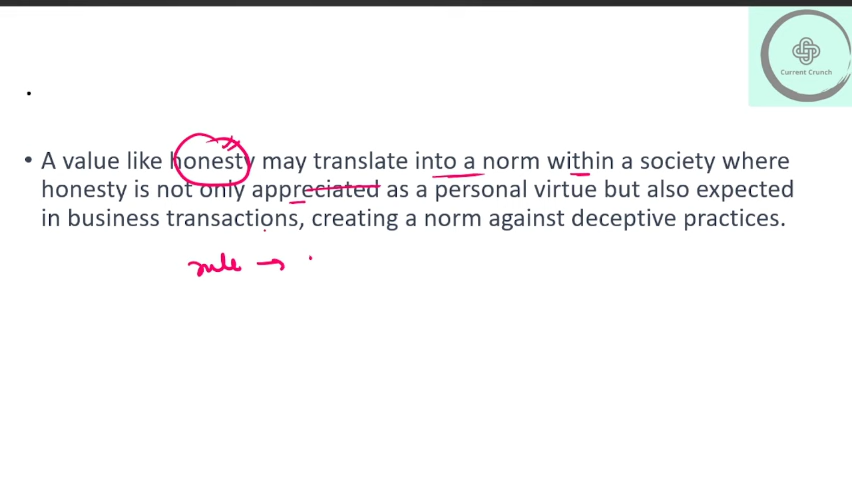 Current Crunch
.
• A value like honesty may translate into a norm within a society where
honesty is not only appreciated as a personal virtue but also expected
in business transactions, creating a norm against deceptive practices.
rule →